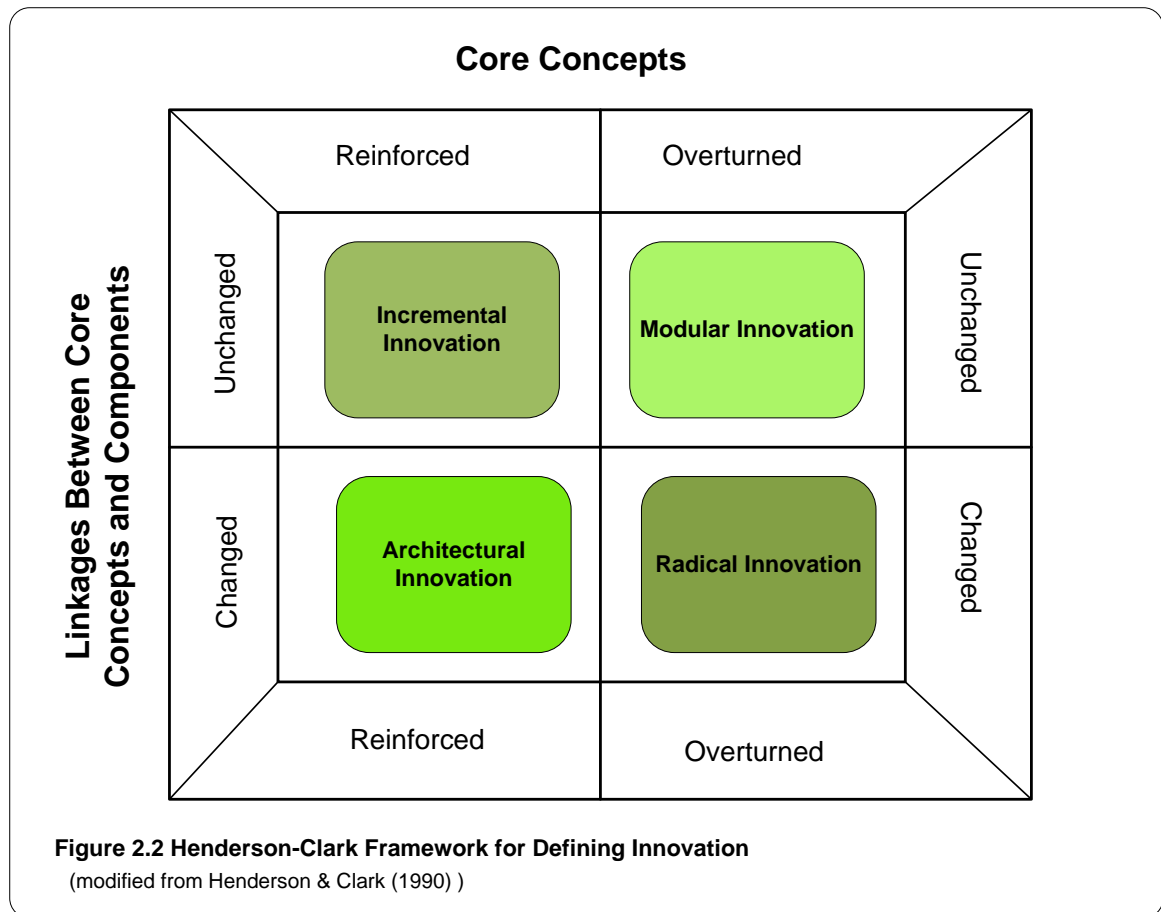 Core Concepts
Reinforced
Overturned
Linkages Between Core
Concepts and Components
Unchanged
Incremental
Innovation
Modular Innovation
Unchanged
Changed
Architectural
Innovation
Radical Innovation
Changed
Reinforced
Overturned
Figure 2.2 Henderson-Clark Framework for Defining Innovation
(modified from Henderson & Clark (1990) )